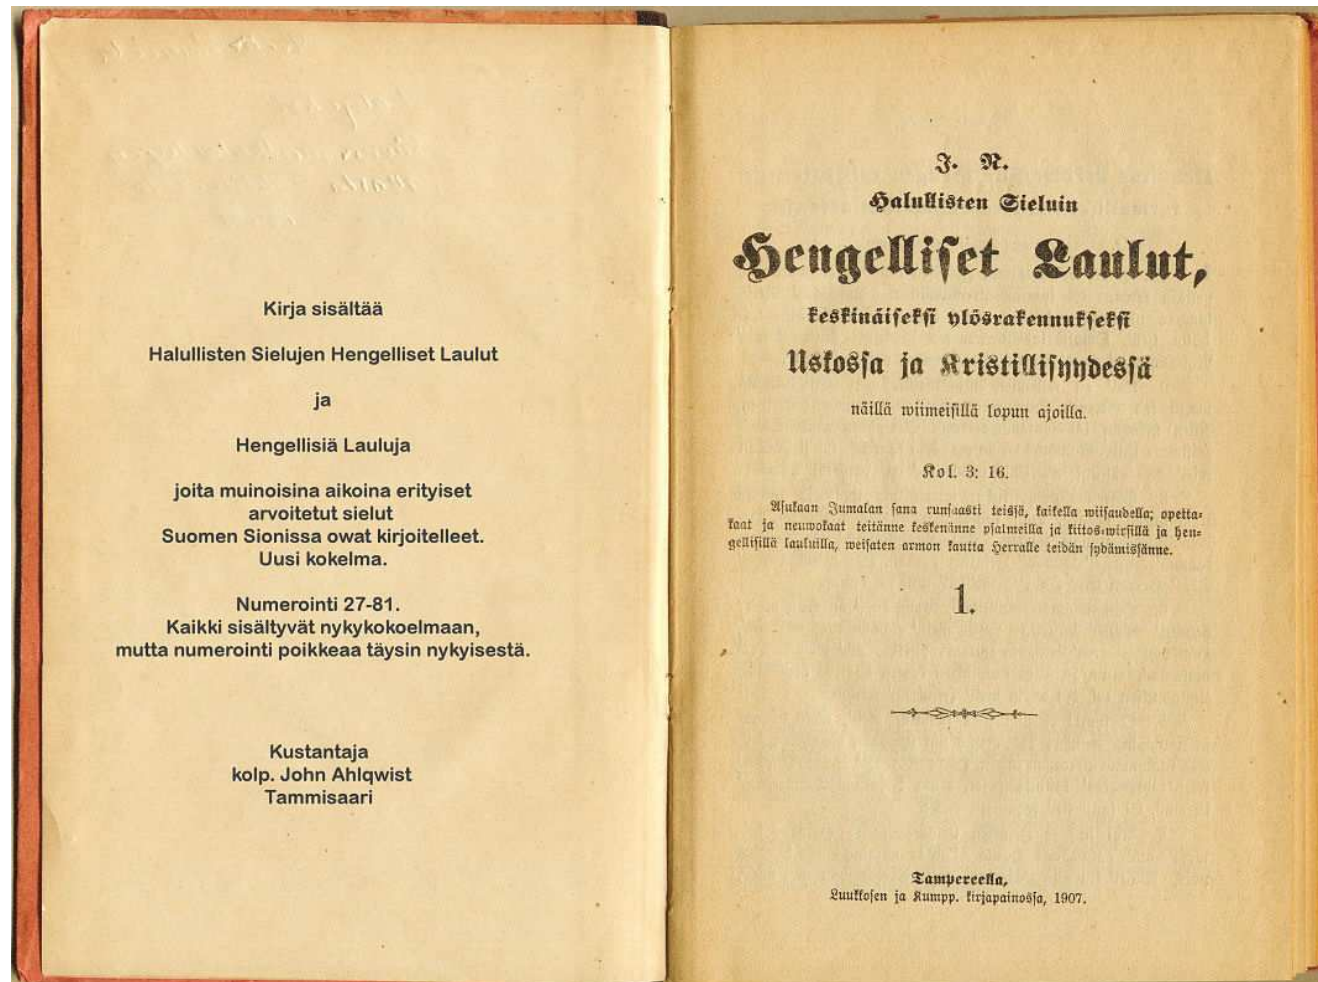 Kirja sisältää
Halullisten Sielujen Hengelliset Laulut
ja
Hengellisiä Lauluja
joita muinoisina aikoina erityiset
arvoitetut sielut
Suomen Sionissa owat kirjoitelleet.
Uusi kokelma.
Numerointi 27-81.
Kaikki sisältyvät nykykokoelmaan,
mutta numerointi poikkeaa täysin nykyisestä.
Kustantaja
kolp. John Ahlqwist
Tammisaari
J. N.
Halullisten Sieluin
Hengelliset Laulut,
keskinäiseksi ylösrakennukseksi
Uskossa ja Kristillisyydessä
näillä wiimeisillä lopun ajoilla.
Kol. 3: 16.
Asukaan Jumalan sana runsaasti teissä, kaikella wiisaudella; opetta-
kaat ja neuwokaat teitänne keskenänne psalmeilla ja kiitos-wirsillä ja hen-
gellisillä lauluilla, weisaten armon kautta Herralle teidän sydämissänne.
1.
Tampereella,
Luukkosen ja Kumpp. kirjapainossa, 1907.